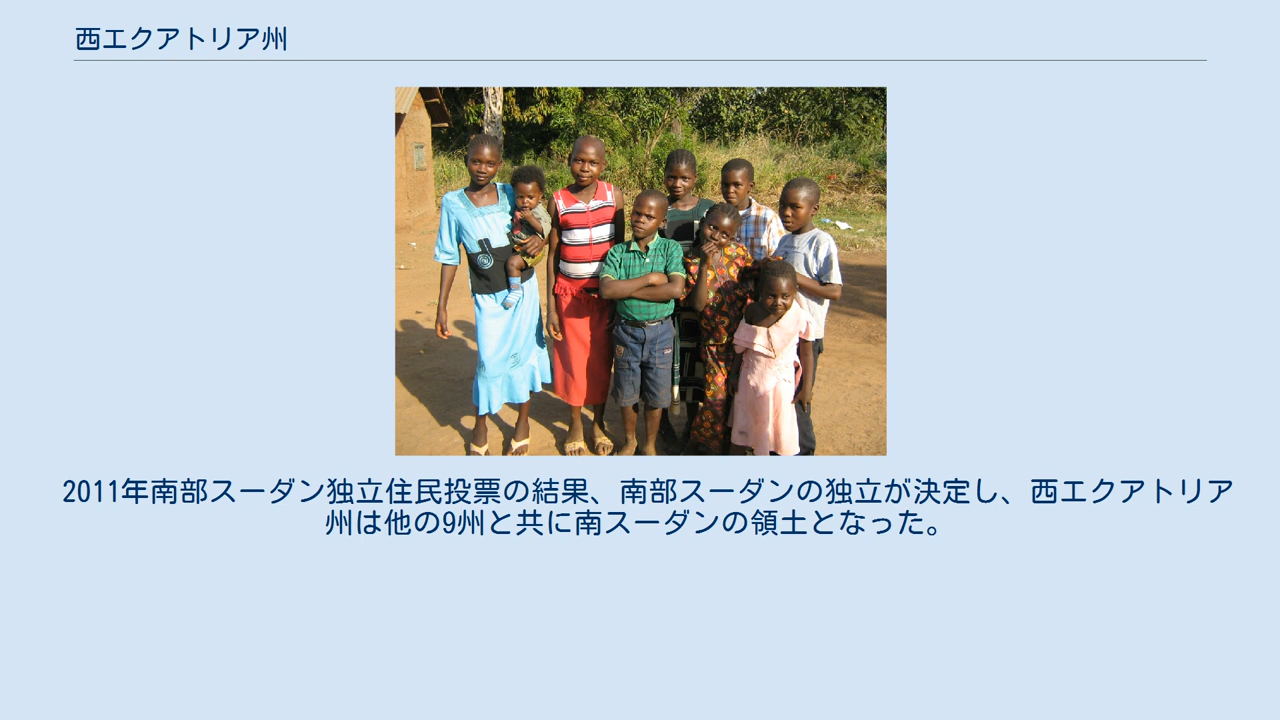 西エクアトリア州
2011年南部スーダン独立住民投票の結果、南部スーダンの独立が決定し、西エクアトリア
州は他の9州と共に南スーダンの領土となった。